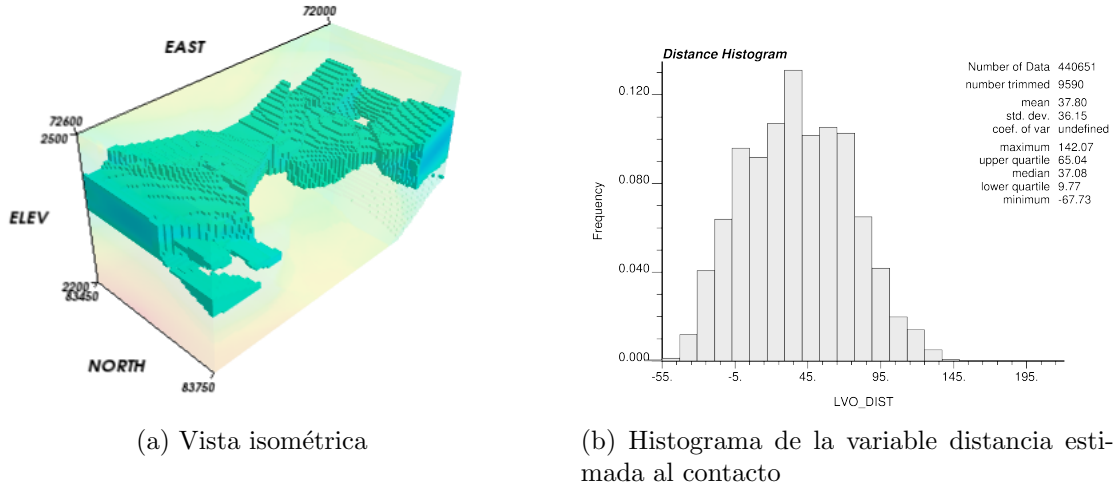 72000
EAST
72600
2500
ELEV
2200
83450
NORTH
83750
(a) Vista isométrica
Distance Histogram
Number of Data 440651
number trimmed 9590
mean 37.80
std. dev. 36.15
coef. of var undefined
maximum 142.07
upper quartile 65.04
median 37.08
lower quartile 9.77
minimum -67.73
Frequency
0.120
0.080
0.040
0.000
-55. -5. 45. 95. 145. 195.
LVO_DIST
(b) Histograma de la variable distancia esti-
mada al contacto